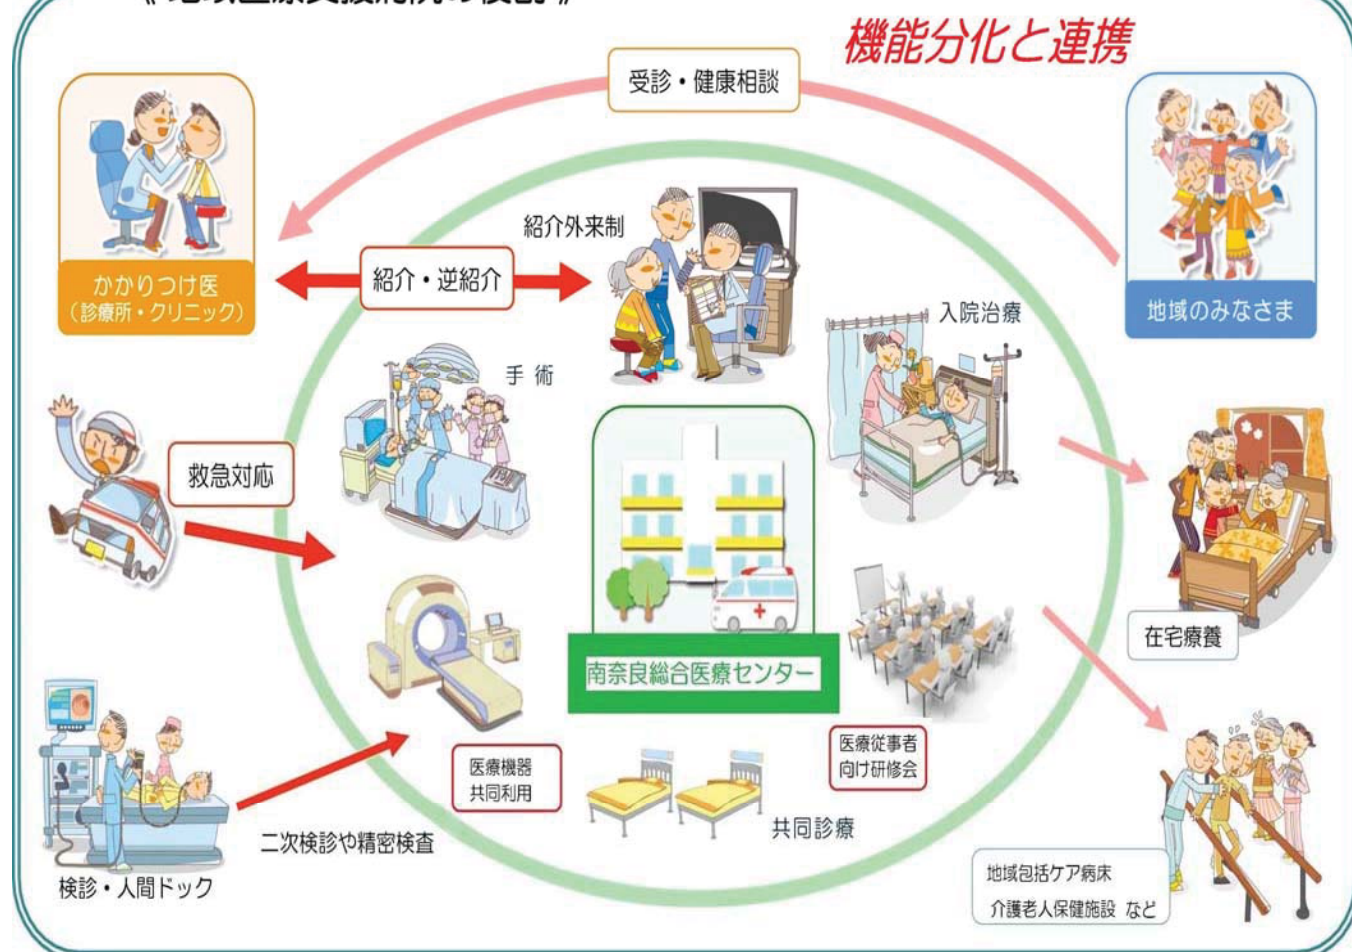 機能分化と連携
受診・健康相談
かかりつけ医
（診療所・クリニック）
紹介・逆紹介
紹介外来制
地域のみなさま
入院治療
手 術
救急対応
南奈良総合医療センター
在宅療養
医療機器
共同利用
医療従事者
向け研修会
共同診療
二次検診や精密検査
検診・人間ドック
地域包括ケア病床
介護老人保健施設 など